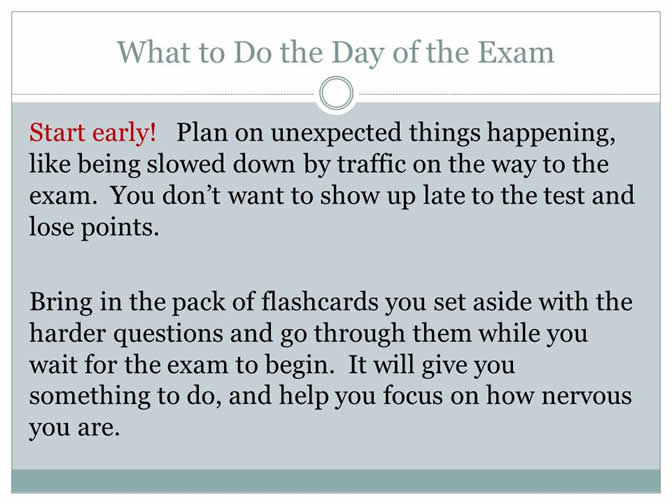 What to Do the Day of the Exam
Start early!   Plan on unexpected things happening,
like being slowed down by traffic on the way to the
exam.  You don’t want to show up late to the test and
lose points.
Bring in the pack of flashcards you set aside with the
harder questions and go through them while you
wait for the exam to begin.  It will give you
something to do, and help you focus on how nervous
you are.